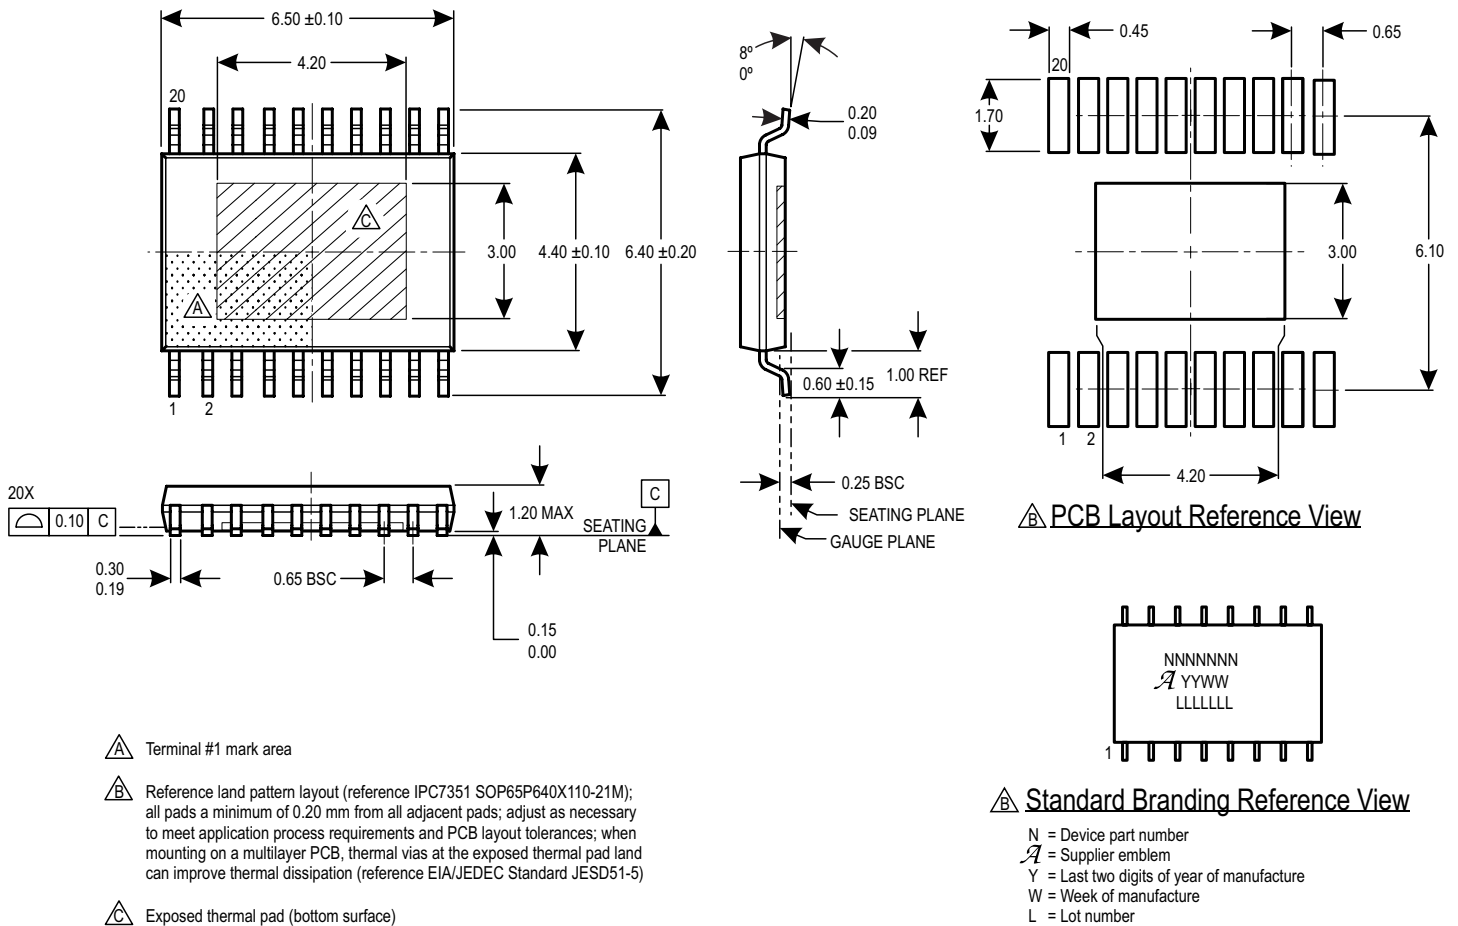 6.50 ±0.10
4.20
20
C
A
3.00
4.40 ±0.10
6.40 ±0.20
1
2
8º
0º
0.20
0.09
0.60 ±0.15
1.00 REF
0.25 BSC
SEATING PLANE
GAUGE PLANE
0.45
0.65
20
1.70
3.00
6.10
1
2
4.20
B PCB Layout Reference View
20X
0.10 C
1.20 MAX
C
SEATING
PLANE
0.30
0.19
0.65 BSC
0.15
0.00
NNNNNNN
A YYWW
LLLLLLL
1
B Standard Branding Reference View
N = Device part number
A = Supplier emblem
Y = Last two digits of year of manufacture
W = Week of manufacture
L = Lot number
A Terminal #1 mark area
B Reference land pattern layout (reference IPC7351 SOP65P640X110-21M);
all pads a minimum of 0.20 mm from all adjacent pads; adjust as necessary
to meet application process requirements and PCB layout tolerances; when
mounting on a multilayer PCB, thermal vias at the exposed thermal pad land
can improve thermal dissipation (reference EIA/JEDEC Standard JESD51-5)
C Exposed thermal pad (bottom surface)